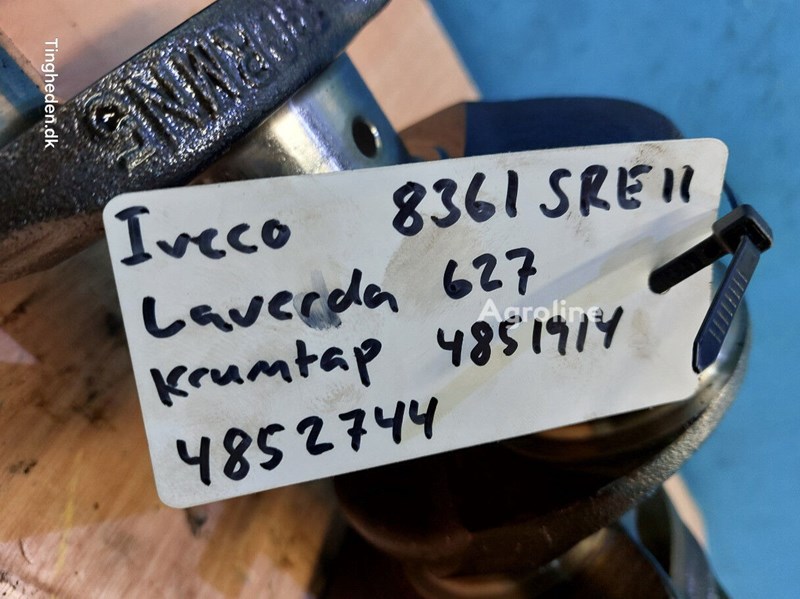 Iveco 8361 SRE11
Laverda 627
Krumtap 4851914
4852744
Tingheden.dk
Agroline